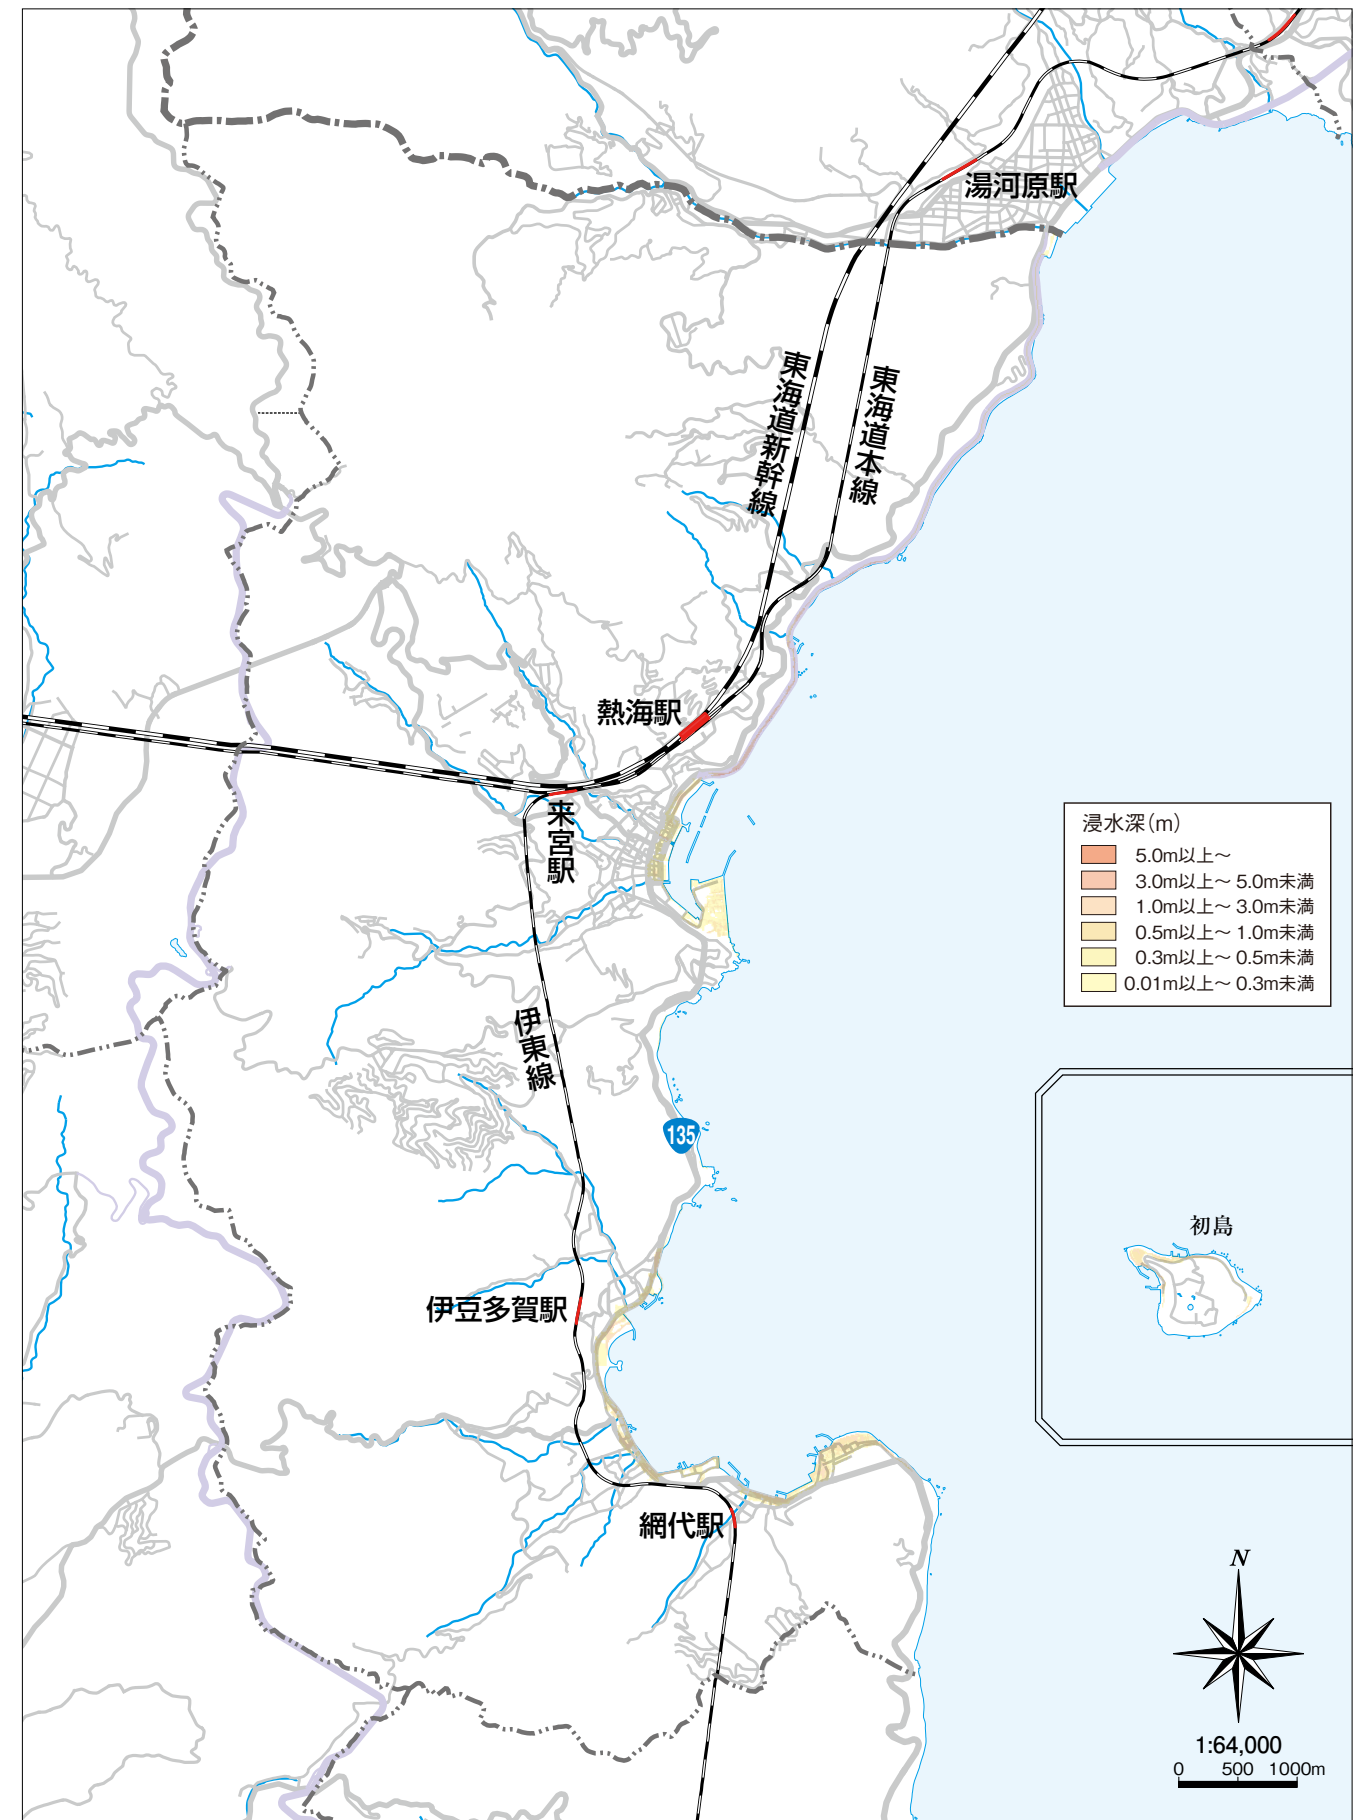 湯河原駅
東海道新幹線
東海道本線
熱海駅
来宮駅
浸水深(m)
5.0m以上~
3.0m以上~5.0m未満
1.0m以上~3.0m未満
0.5m以上~1.0m未満
0.3m以上~0.5m未満
0.01m以上~0.3m未満
伊東線
135
初島
伊豆多賀駅
網代駅
N
1:64,000
0 500 1000m